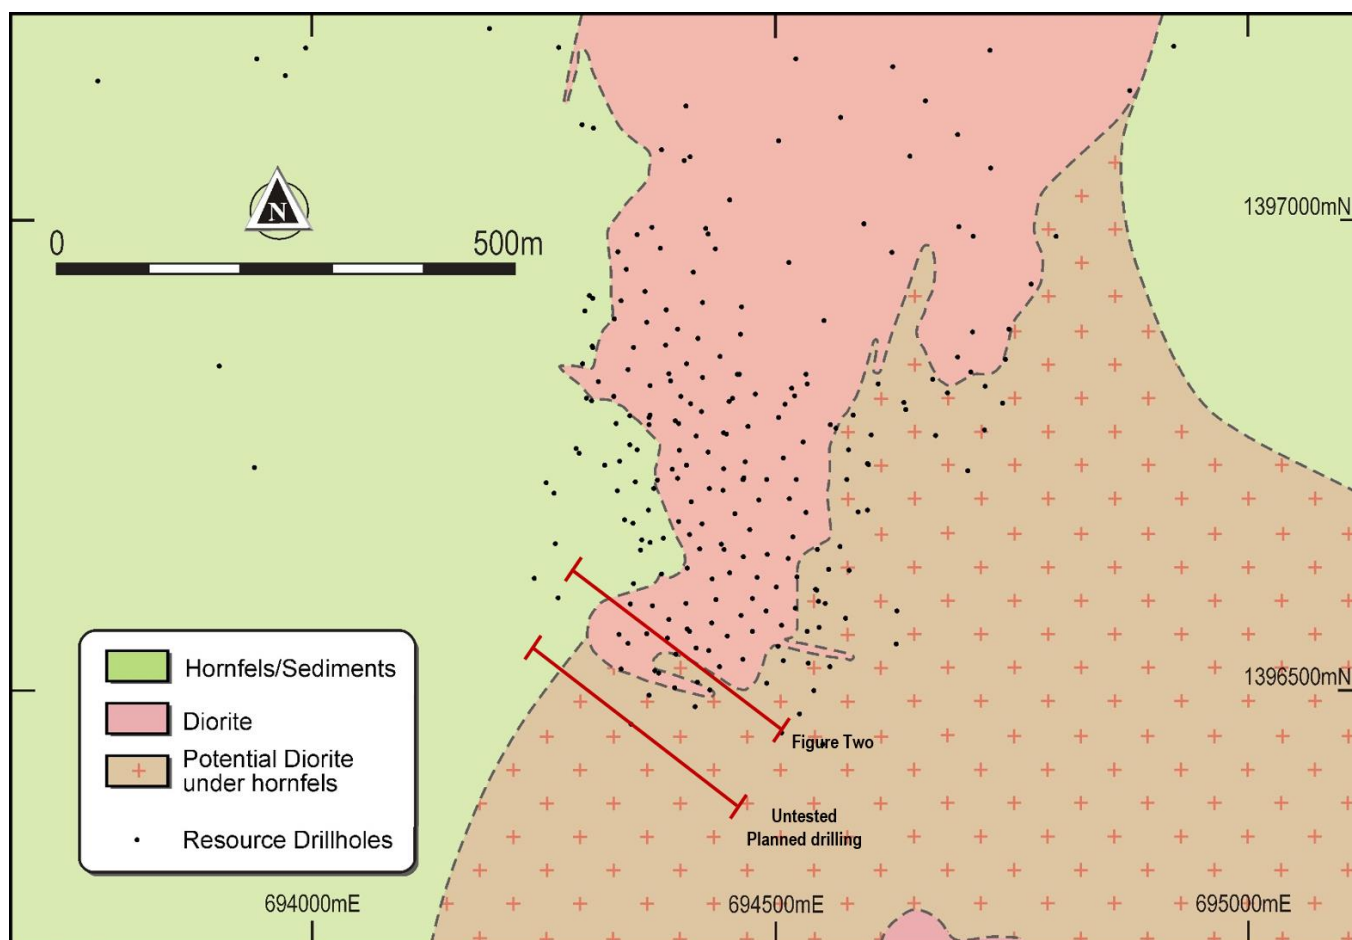 1397000mN
N
0 500m
Hornfels/Sediments
Diorite
Potential Diorite
under hornfels
Resource Drillholes
1396500mN
Figure Two
Untested
Planned drilling
694000mE
694500mE
695000mE